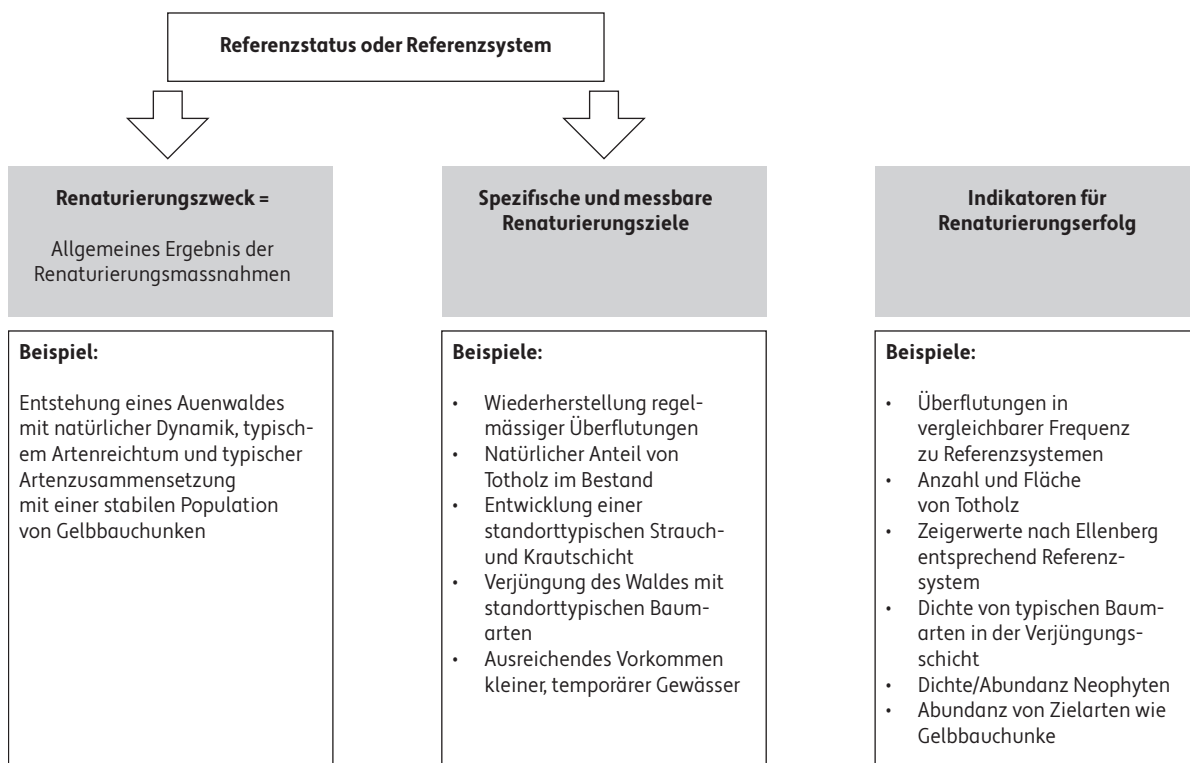 Referenzstatus oder Referenzsystem
Renaturierungszweck =
Allgemeines Ergebnis der
Renaturierungsmassnahmen
Spezifische und messbare
Renaturierungsziele
Indikatoren für
Renaturierungserfolg
Beispiel:
Entstehung eines Auenwaldes
mit natürlicher Dynamik, typisch-
em Artenreichtum und typischer
Artenzusammensetzung
mit einer stabilen Population
von Gelbbauchunken
Beispiele:
• Wiederherstellung regel-
mässiger Überflutungen
• Natürlicher Anteil von
Totholz im Bestand
• Entwicklung einer
standorttypischen Strauch-
und Krautschicht
• Verjüngung des Waldes mit
standorttypischen Baum-
arten
• Ausreichendes Vorkommen
kleiner, temporärer Gewässer
Beispiele:
• Überflutungen in
vergleichbarer Frequenz
zu Referenzsystemen
• Anzahl und Fläche
von Totholz
• Zeigerwerte nach Ellenberg
entsprechend Referenz-
system
• Dichte von typischen Baum-
arten in der Verjüngungs-
schicht
• Dichte/Abundanz Neophyten
• Abundanz von Zielarten wie
Gelbbauchunke